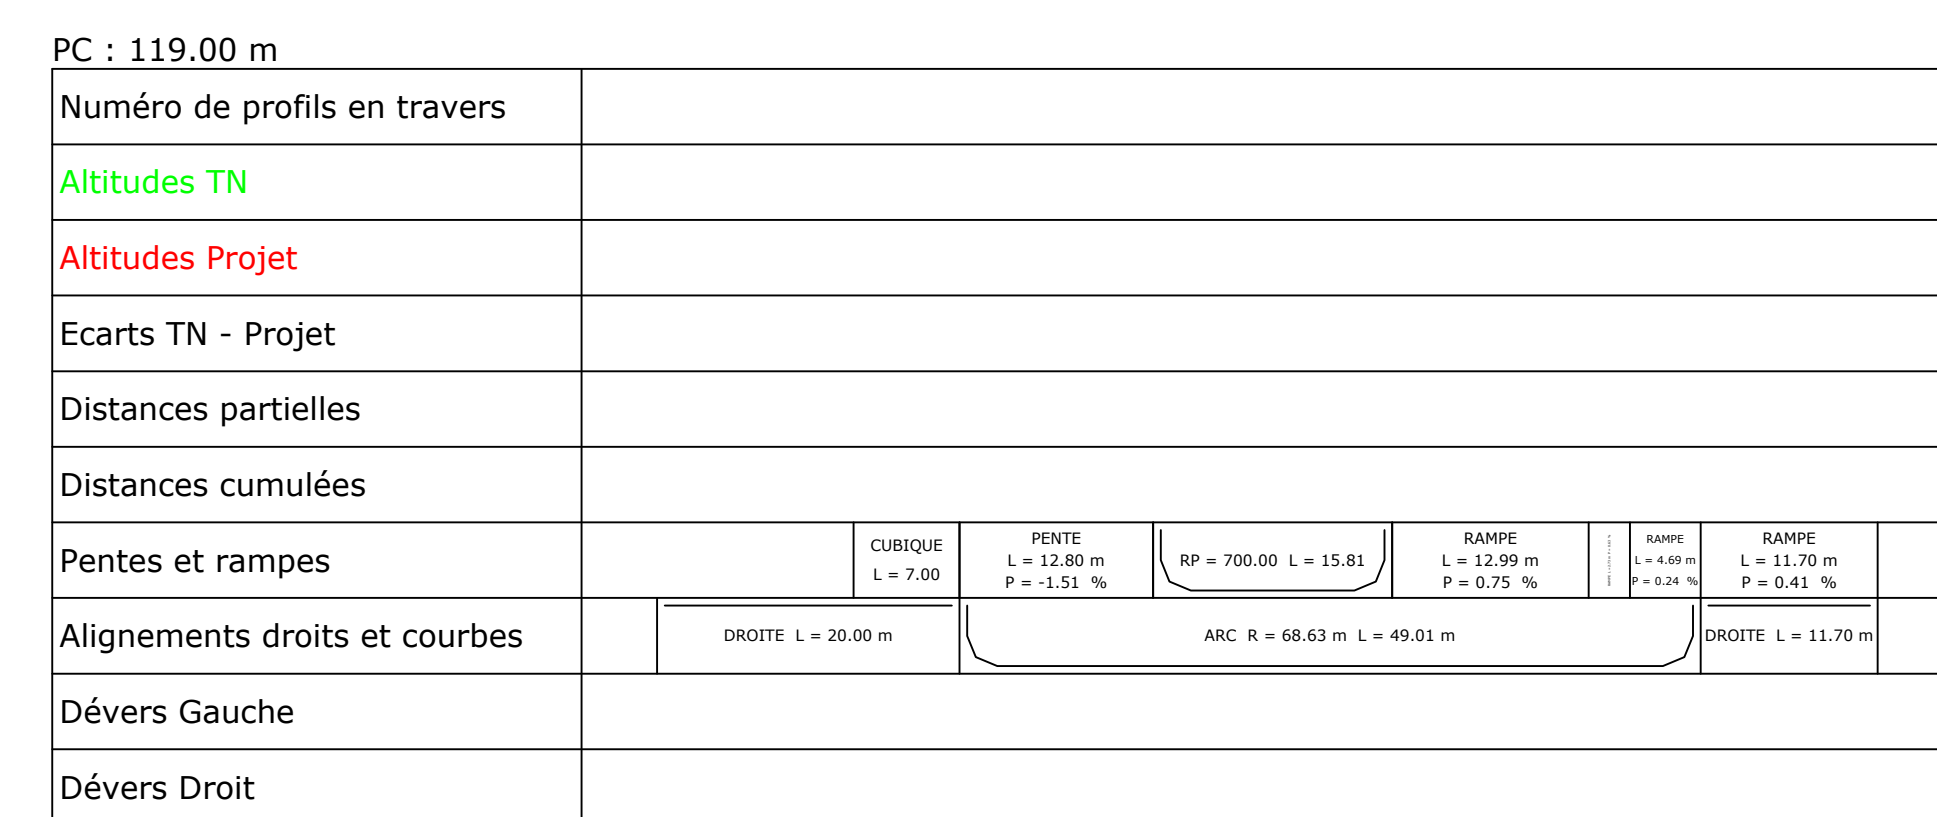 PC : 119.00 m
Numéro de profils en travers
Altitudes TN
Altitudes Projet
Ecarts TN - Projet
Distances partielles
Distances cumulées
Pentes et rampes
CUBIQUE
L = 7.00
PENTE
L = 12.80 m
P = -1.51 %
RP = 700.00 L = 15.81
RAMPE
L = 12.99 m
P = 0.75 %
RAMPE
L = 4.69 m
P = 0.24 %
RAMPE
L = 11.70 m
P = 0.41 %
Alignements droits et courbes
DROITE L = 20.00 m
ARC R = 68.63 m L = 49.01 m
DROITE L = 11.70 m
Dévers Gauche
Dévers Droit